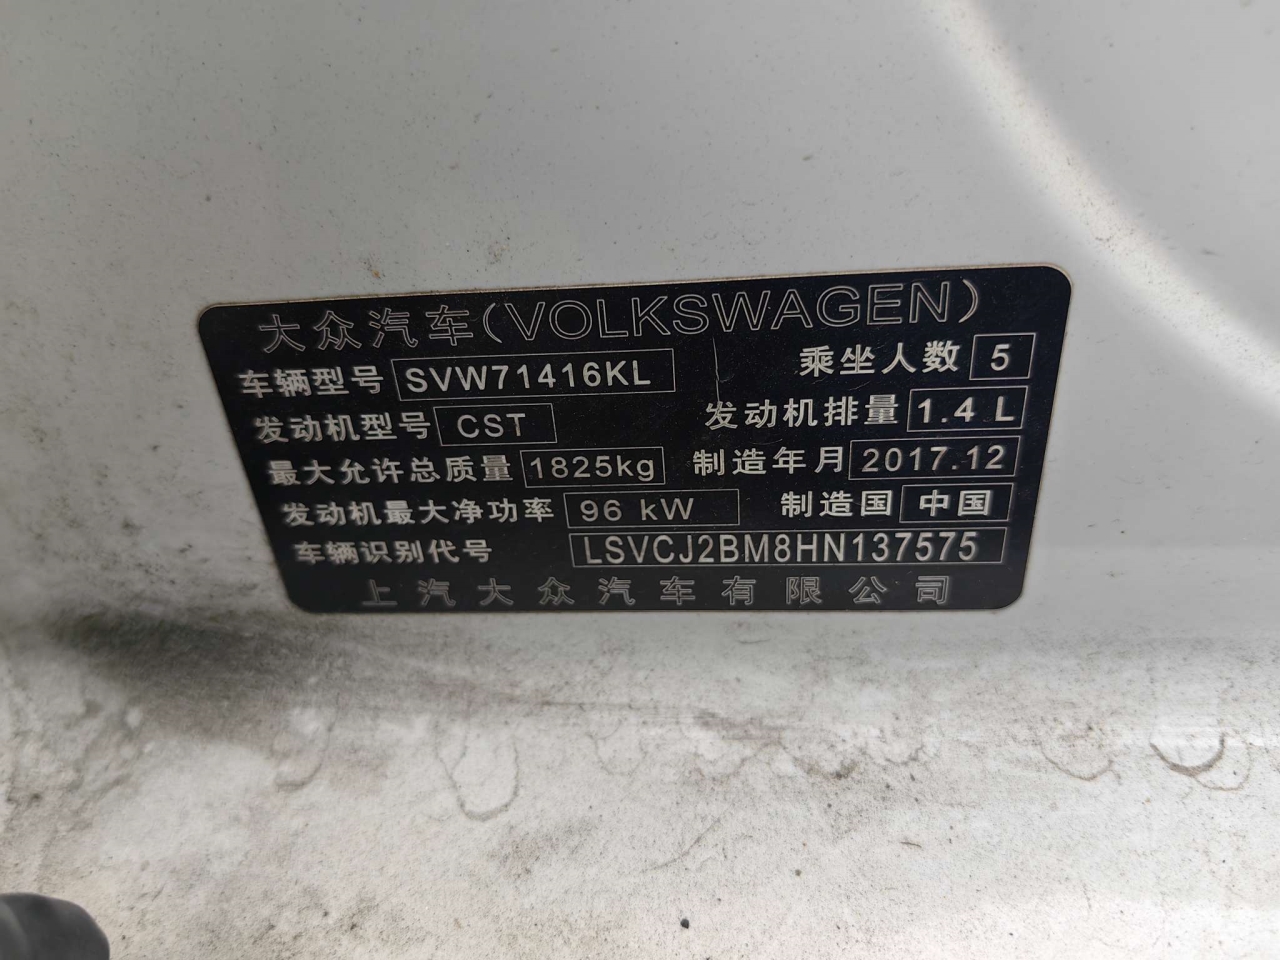 大众汽车(VOLKSWAGEN)
车辆型号 SVW71416KL 乘坐人数 5
发动机型号 CST 发动机排量 1.4 L
最大允许总质量 1825kg 制造年月 2017.12
发动机最大净功率 96 kW 制造国 中国
车辆识别代号 LSVCJ2BM8HN137575
上汽大众汽车有限公司